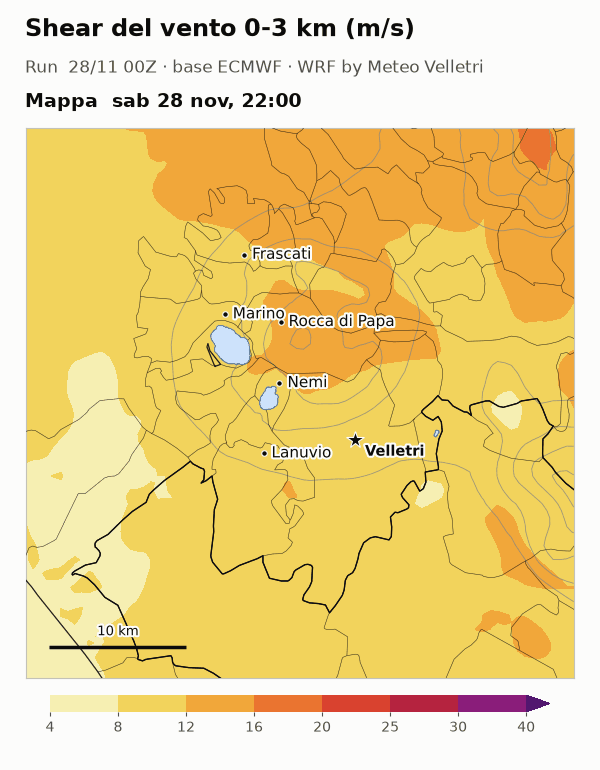 Shear del vento 0-3 km (m/s)
Run  28/11 00Z · base ECMWF · WRF by Meteo Velletri
Mappa  sab 28 nov, 22:00
Frascati
Marino
Rocca di Papa
Nemi
Velletri
Lanuvio
10 km
4 8 12 16 20 25 30 40